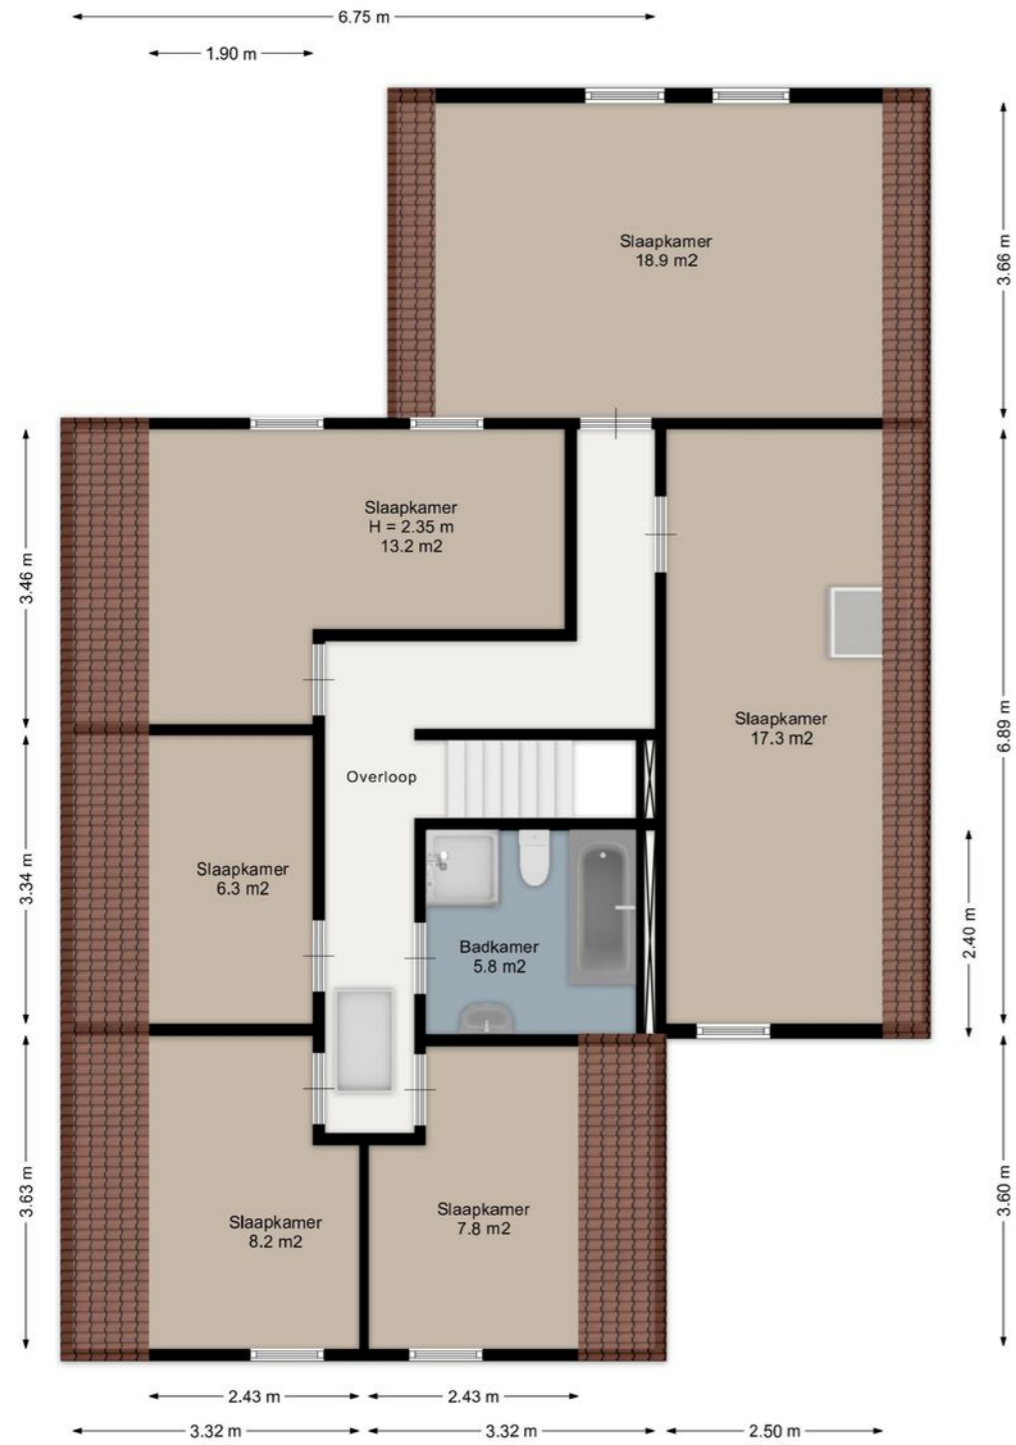 6.75 m
1.90 m
Slaapkamer
18.9 m2
3.66 m
Slaapkamer
H = 2.35 m
13.2 m2
3.46 m
Slaapkamer
17.3 m2
6.89 m
Overloop
Slaapkamer
6.3 m2
3.34 m
Badkamer
5.8 m2
2.40 m
Slaapkamer
8.2 m2
Slaapkamer
7.8 m2
3.63 m
3.60 m
2.43 m
2.43 m
3.32 m
3.32 m
2.50 m